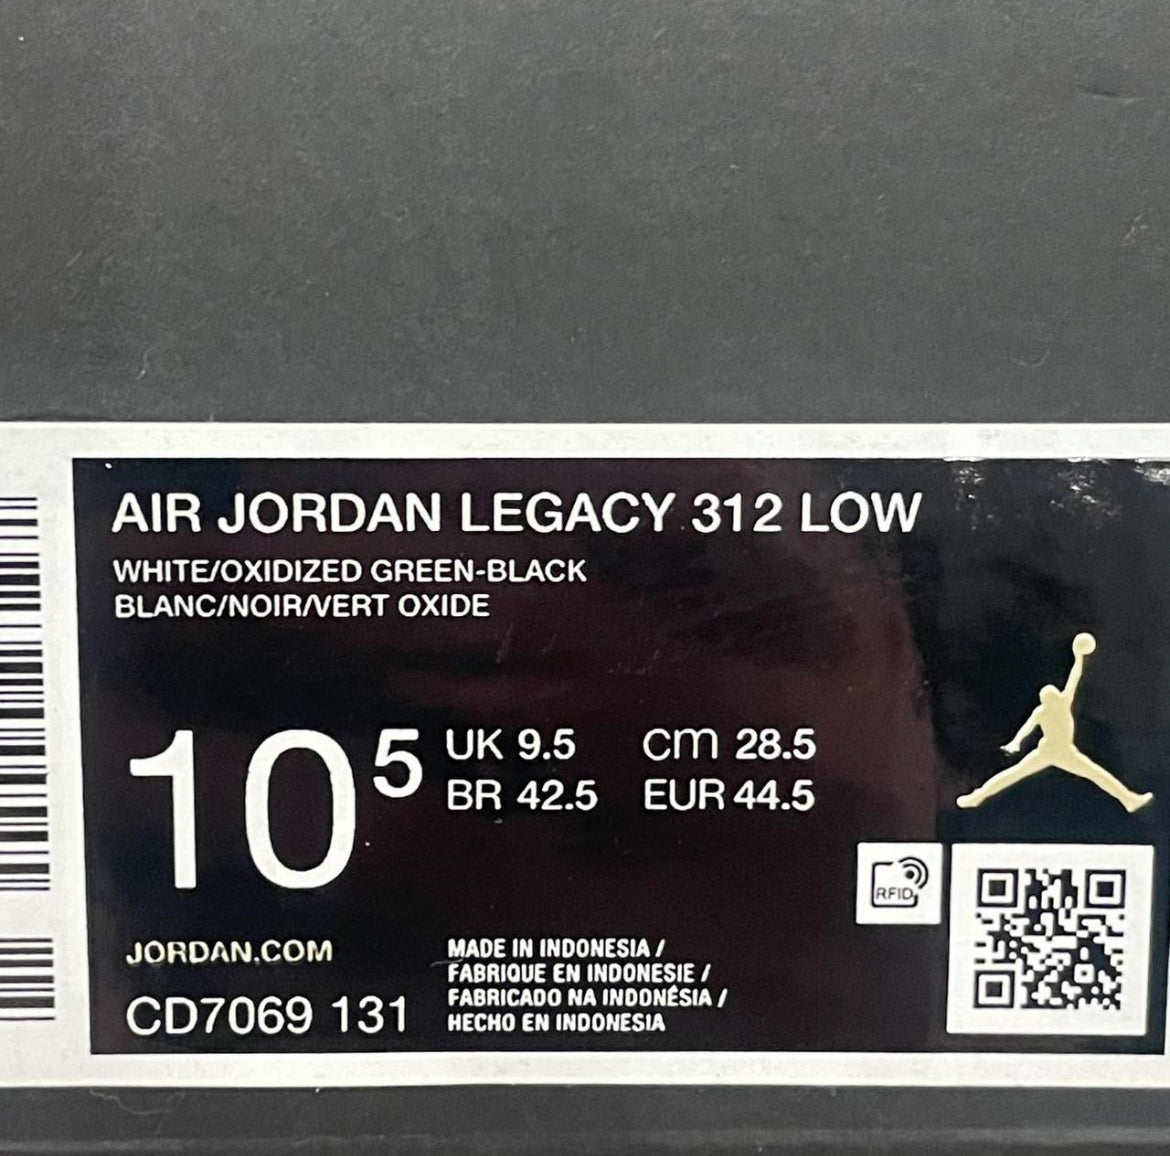 AIR JORDAN LEGACY 312 LOW
WHITE/OXIDIZED GREEN-BLACK
BLANC/NOIR/VERT OXIDE
10 5
UK 9.5 cm 28.5
BR 42.5 EUR 44.5
RFID
JORDAN.COM
CD7069 131
MADE IN INDONESIA /
FABRIQUE EN INDONESIE /
FABRICADO NA INDONÉSIA /
HECHO EN INDONESIA